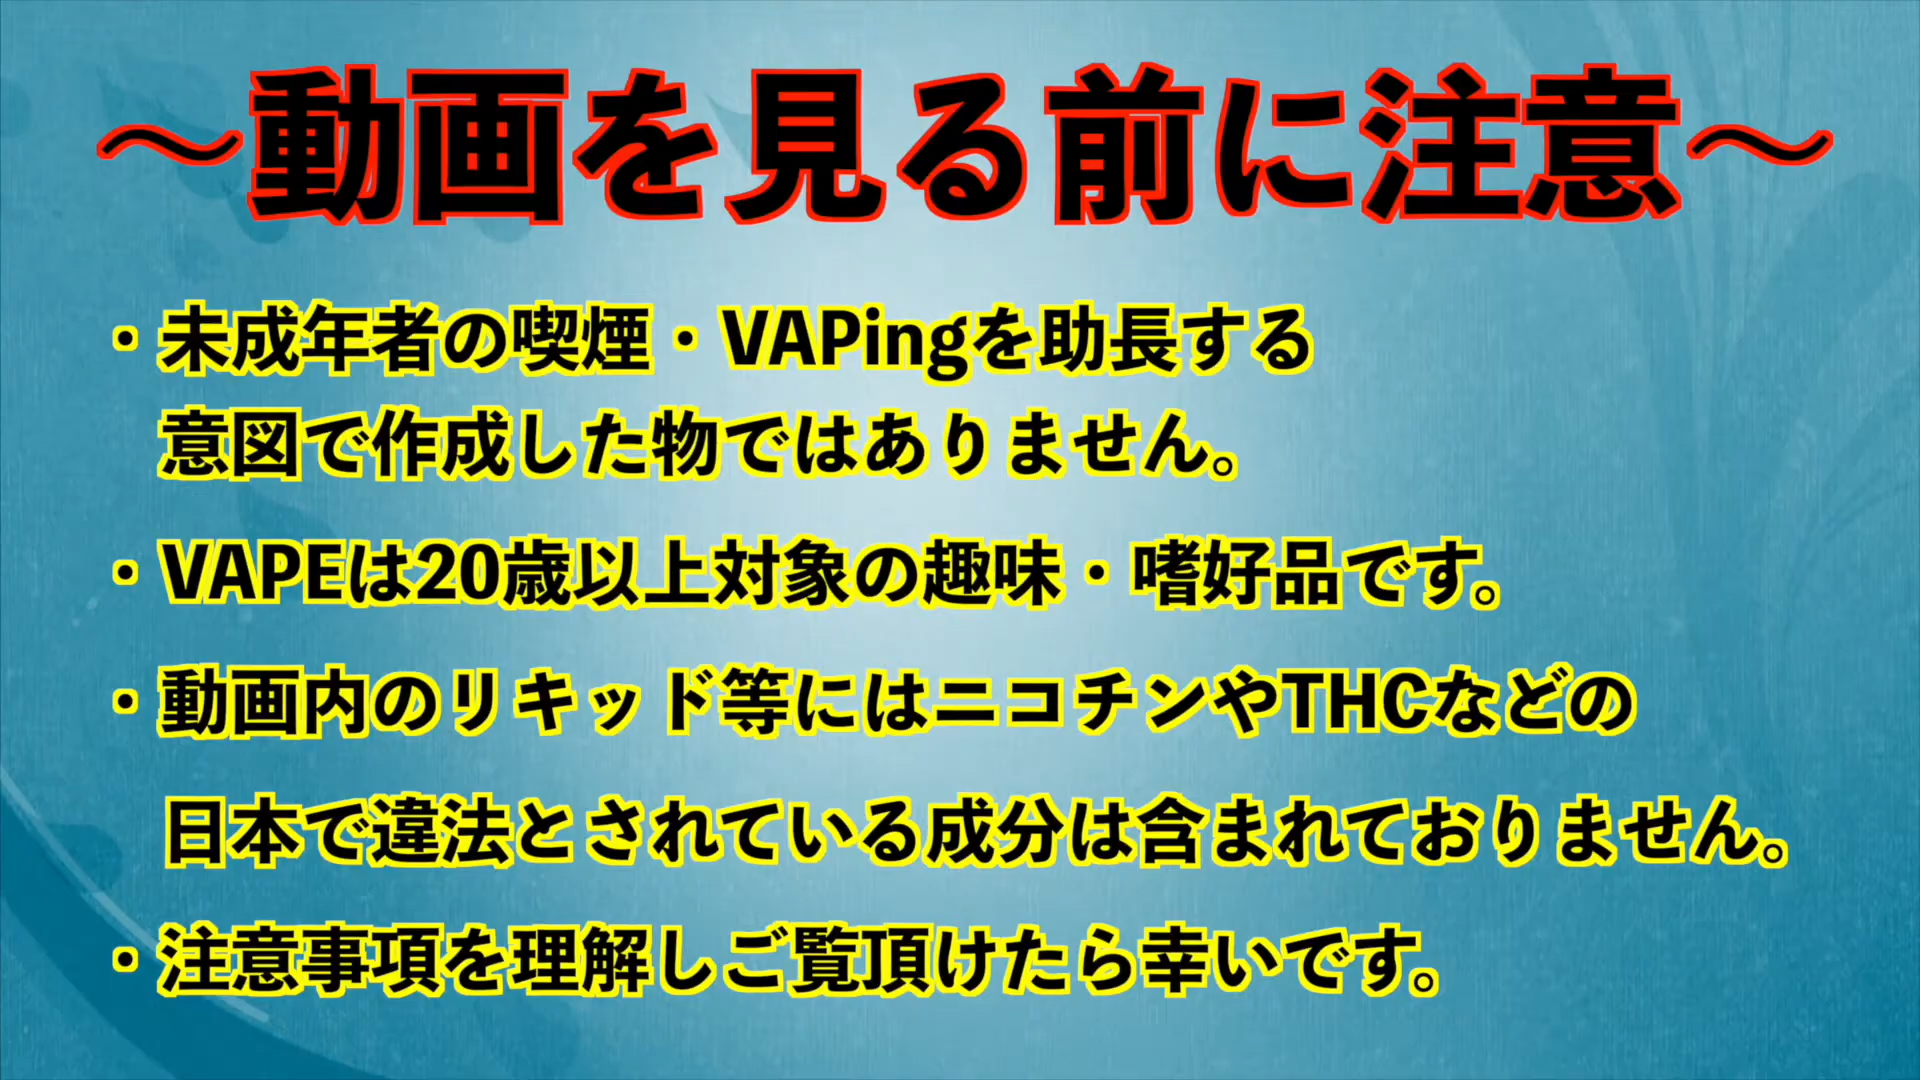 ～動画を見る前に注意～
・未成年者の喫煙・VAPingを助長する
意図で作成した物ではありません。
・VAPEは20歳以上対象の趣味・嗜好品です。
・動画内のリキッド等にはニコチンやTHCなどの
日本で違法とされている成分は含まれておりません。
・注意事項を理解しご覧頂けたら幸いです。